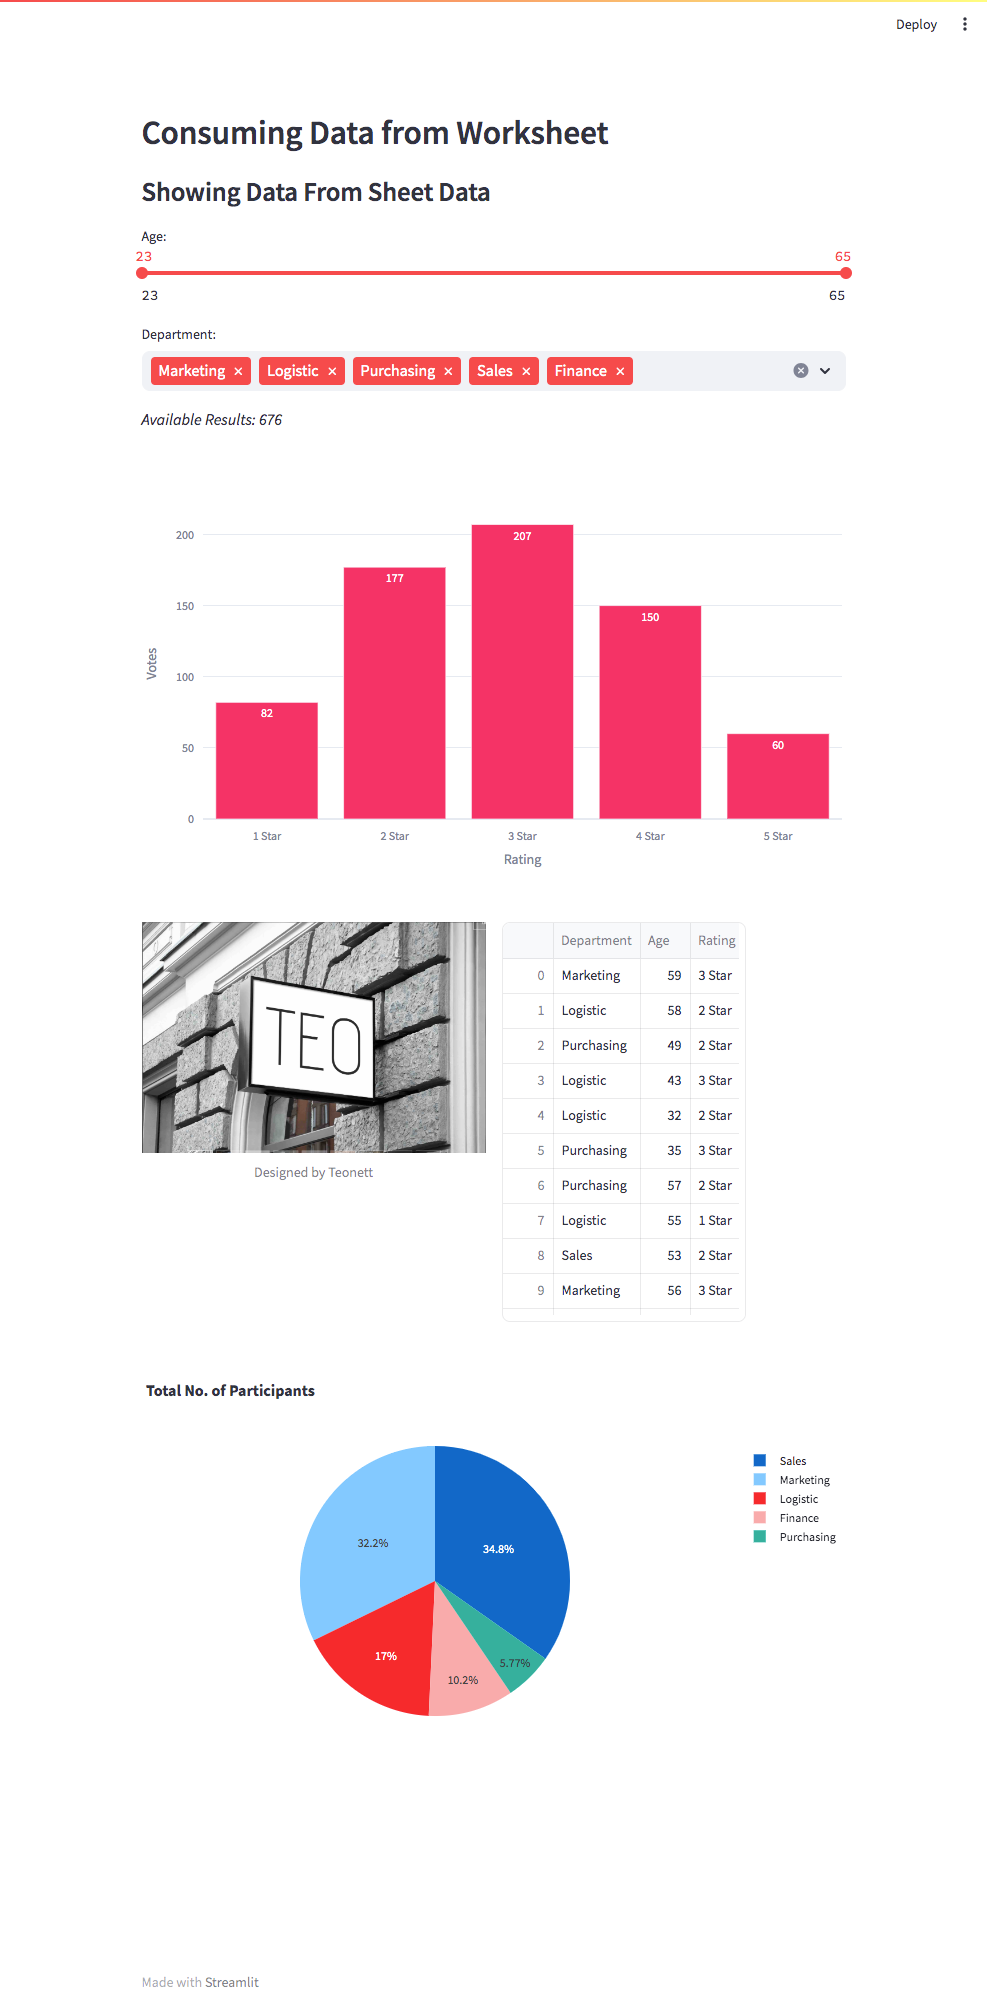 Deploy
Consuming Data from Worksheet
Showing Data From Sheet Data
Age:
23 65
23 65
Department:
Marketing Logistic Purchasing Sales Finance
Available Results: 676
200
150
100
50
0
Votes
82 177 207 150 60
1 Star 2 Star 3 Star 4 Star 5 Star
Rating
TEO
Designed by Teonett
Department Age Rating
0 Marketing 59 3 Star
1 Logistic 58 2 Star
2 Purchasing 49 2 Star
3 Logistic 43 3 Star
4 Logistic 32 2 Star
5 Purchasing 35 3 Star
6 Purchasing 57 2 Star
7 Logistic 55 1 Star
8 Sales 53 2 Star
9 Marketing 56 3 Star
Total No. of Participants
34.8%
32.2%
17%
10.2%
5.77%
Sales
Marketing
Logistic
Finance
Purchasing
Made with Streamlit